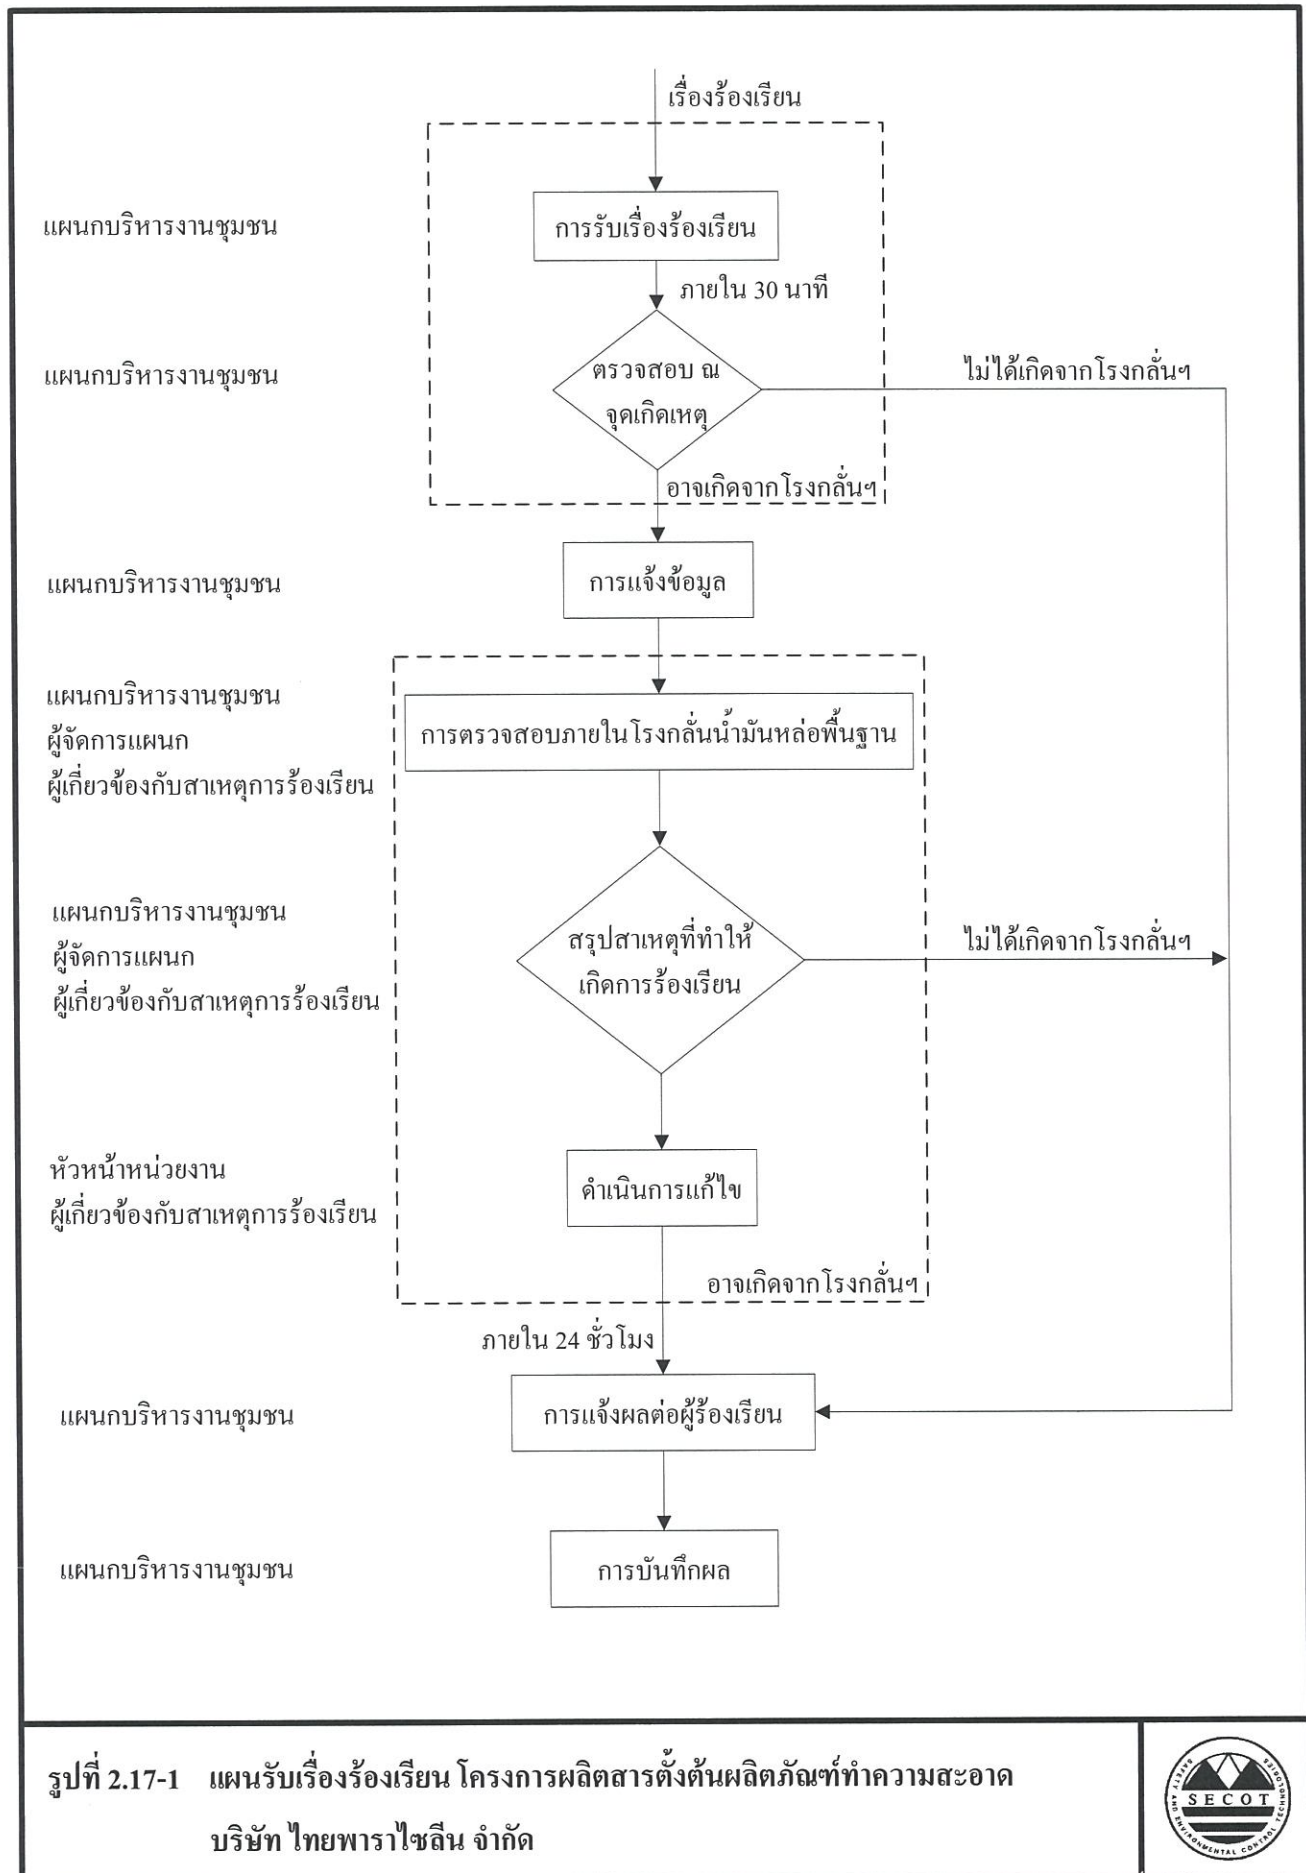 เรื่องร้องเรียน
แผนกบริหารงานชุมชน
การรับเรื่องร้องเรียน
ภายใน 30 นาที
แผนกบริหารงานชุมชน
ตรวจสอบ ณ
จุดเกิดเหตุ
ไม่ได้เกิดจากโรงกลั่นฯ
อาจเกิดจากโรงกลั่นฯ
แผนกบริหารงานชุมชน
การแจ้งข้อมูล
แผนกบริหารงานชุมชน
ผู้จัดการแผนก
ผู้เกี่ยวข้องกับสาเหตุการร้องเรียน
การตรวจสอบภายในโรงกลั่นน้ำมันหล่อพื้นฐาน
แผนกบริหารงานชุมชน
ผู้จัดการแผนก
ผู้เกี่ยวข้องกับสาเหตุการร้องเรียน
สรุปสาเหตุที่ทำให้
เกิดการร้องเรียน
ไม่ได้เกิดจากโรงกลั่นฯ
หัวหน้าหน่วยงาน
ผู้เกี่ยวข้องกับสาเหตุการร้องเรียน
ดำเนินการแก้ไข
อาจเกิดจากโรงกลั่นฯ
ภายใน 24 ชั่วโมง
แผนกบริหารงานชุมชน
การแจ้งผลต่อผู้ร้องเรียน
แผนกบริหารงานชุมชน
การบันทึกผล
รูปที่ 2.17-1 แผนรับเรื่องร้องเรียน โครงการผลิตสารตั้งต้นผลิตภัณฑ์ทำความสะอาด
บริษัท ไทยพาราไซลีน จำกัด
SECOT
SAFETY AND ENVIRONMENTAL CONTROL TECHNOLOGIES